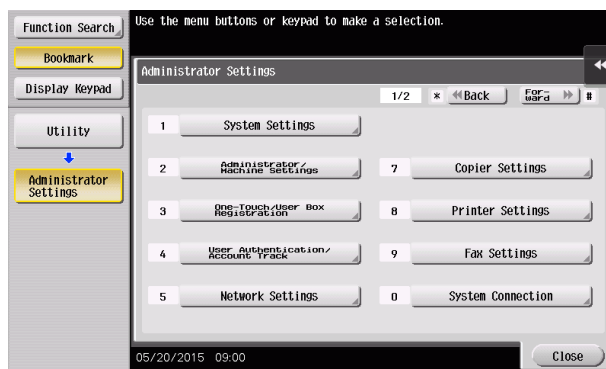 Function Search
Bookmark
Display Keypad
Utility
Administrator
Settings
Use the menu buttons or keypad to make a selection.
Administrator Settings
1/2 * Back For-
ward #
1 System Settings
2 Administrator/
Machine Settings
3 One-Touch/User Box
Registration
4 User Authentication/
Account Track
5 Network Settings
7 Copier Settings
8 Printer Settings
9 Fax Settings
0 System Connection
05/20/2015 09:00
Close